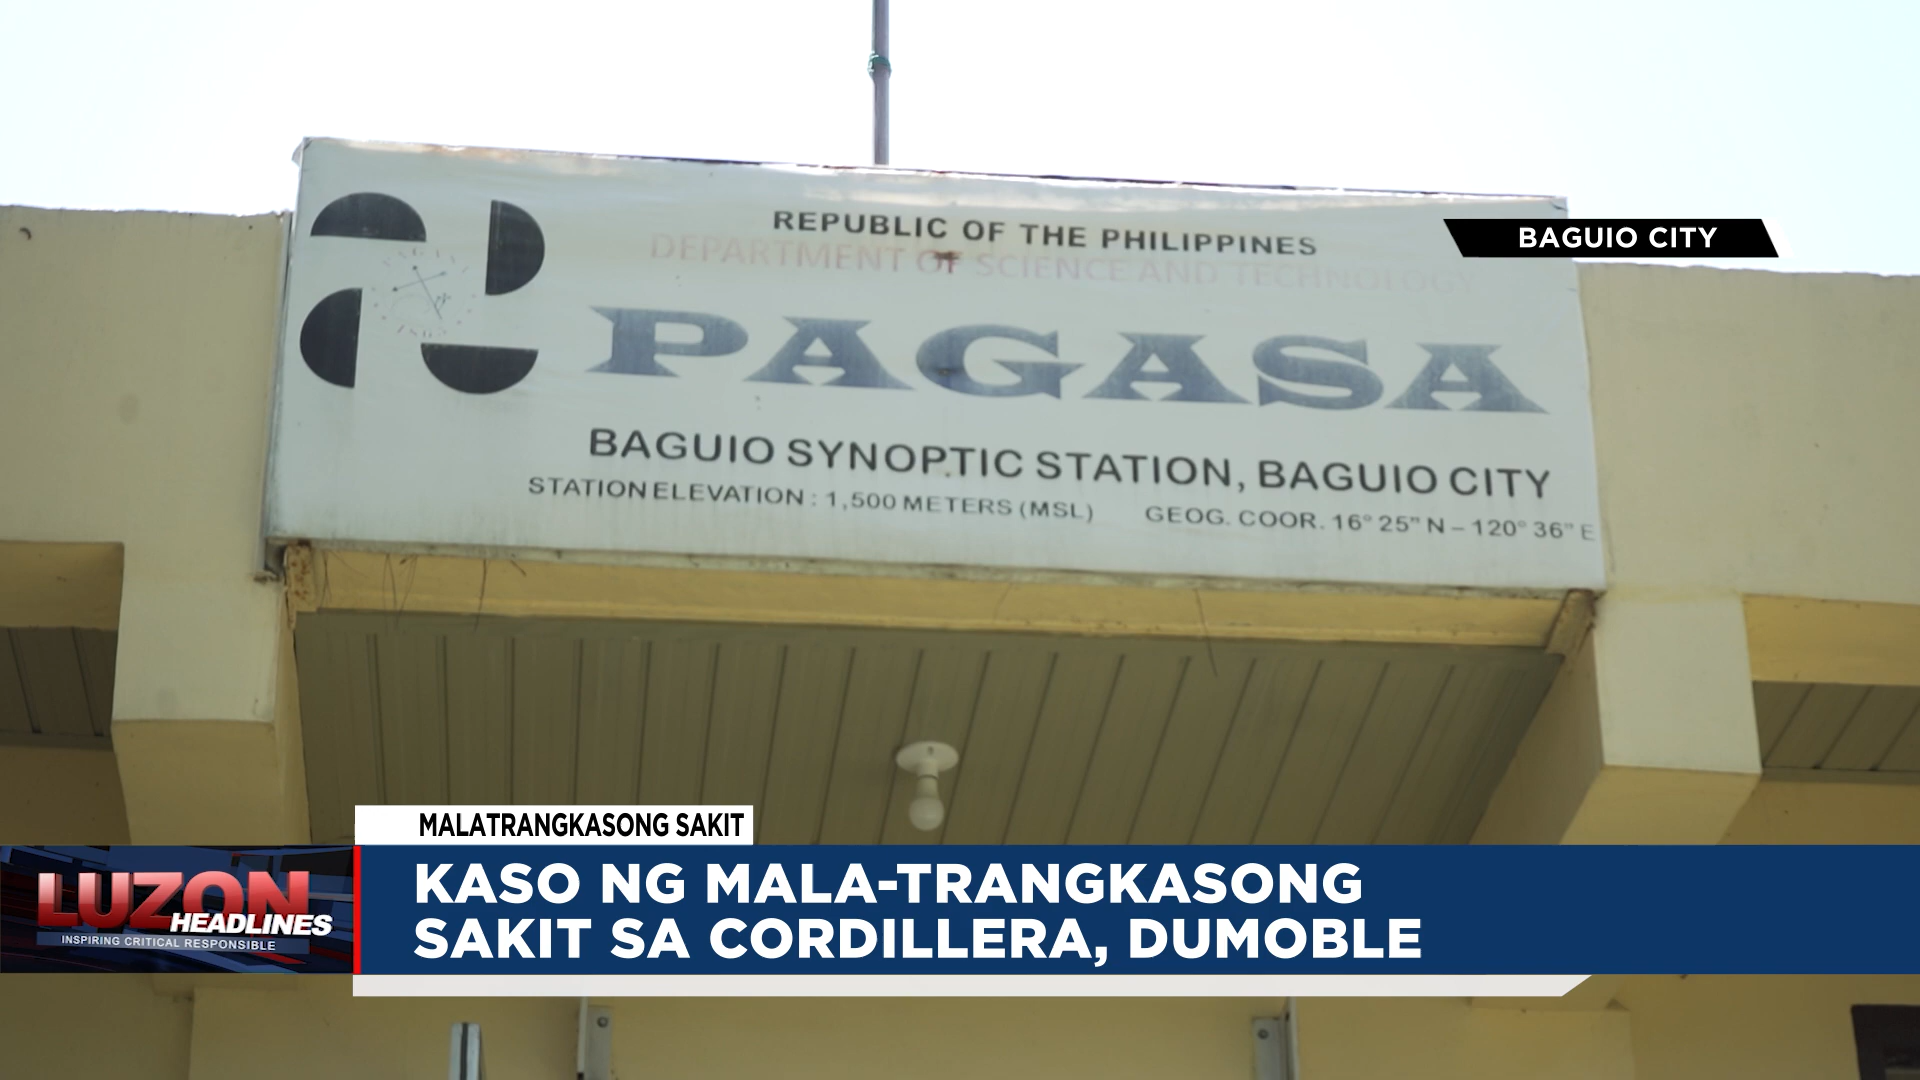 REPUBLIC OF THE PHILIPPINES
DEPARTMENT OF SCIENCE AND TECHNOLOGY
BAGUIO CITY
PAGASA
BAGUIO SYNOPTIC STATION, BAGUIO CITY
STATION ELEVATION : 1,500 METERS (MSL) GEOG. COOR. 16° 25” N – 120° 36” E
MALATRANGKASONG SAKIT
KASO NG MALA-TRANGKASONG
SAKIT SA CORDILLERA, DUMOBLE
LUZON
HEADLINES
INSPIRING CRITICAL RESPONSIBLE